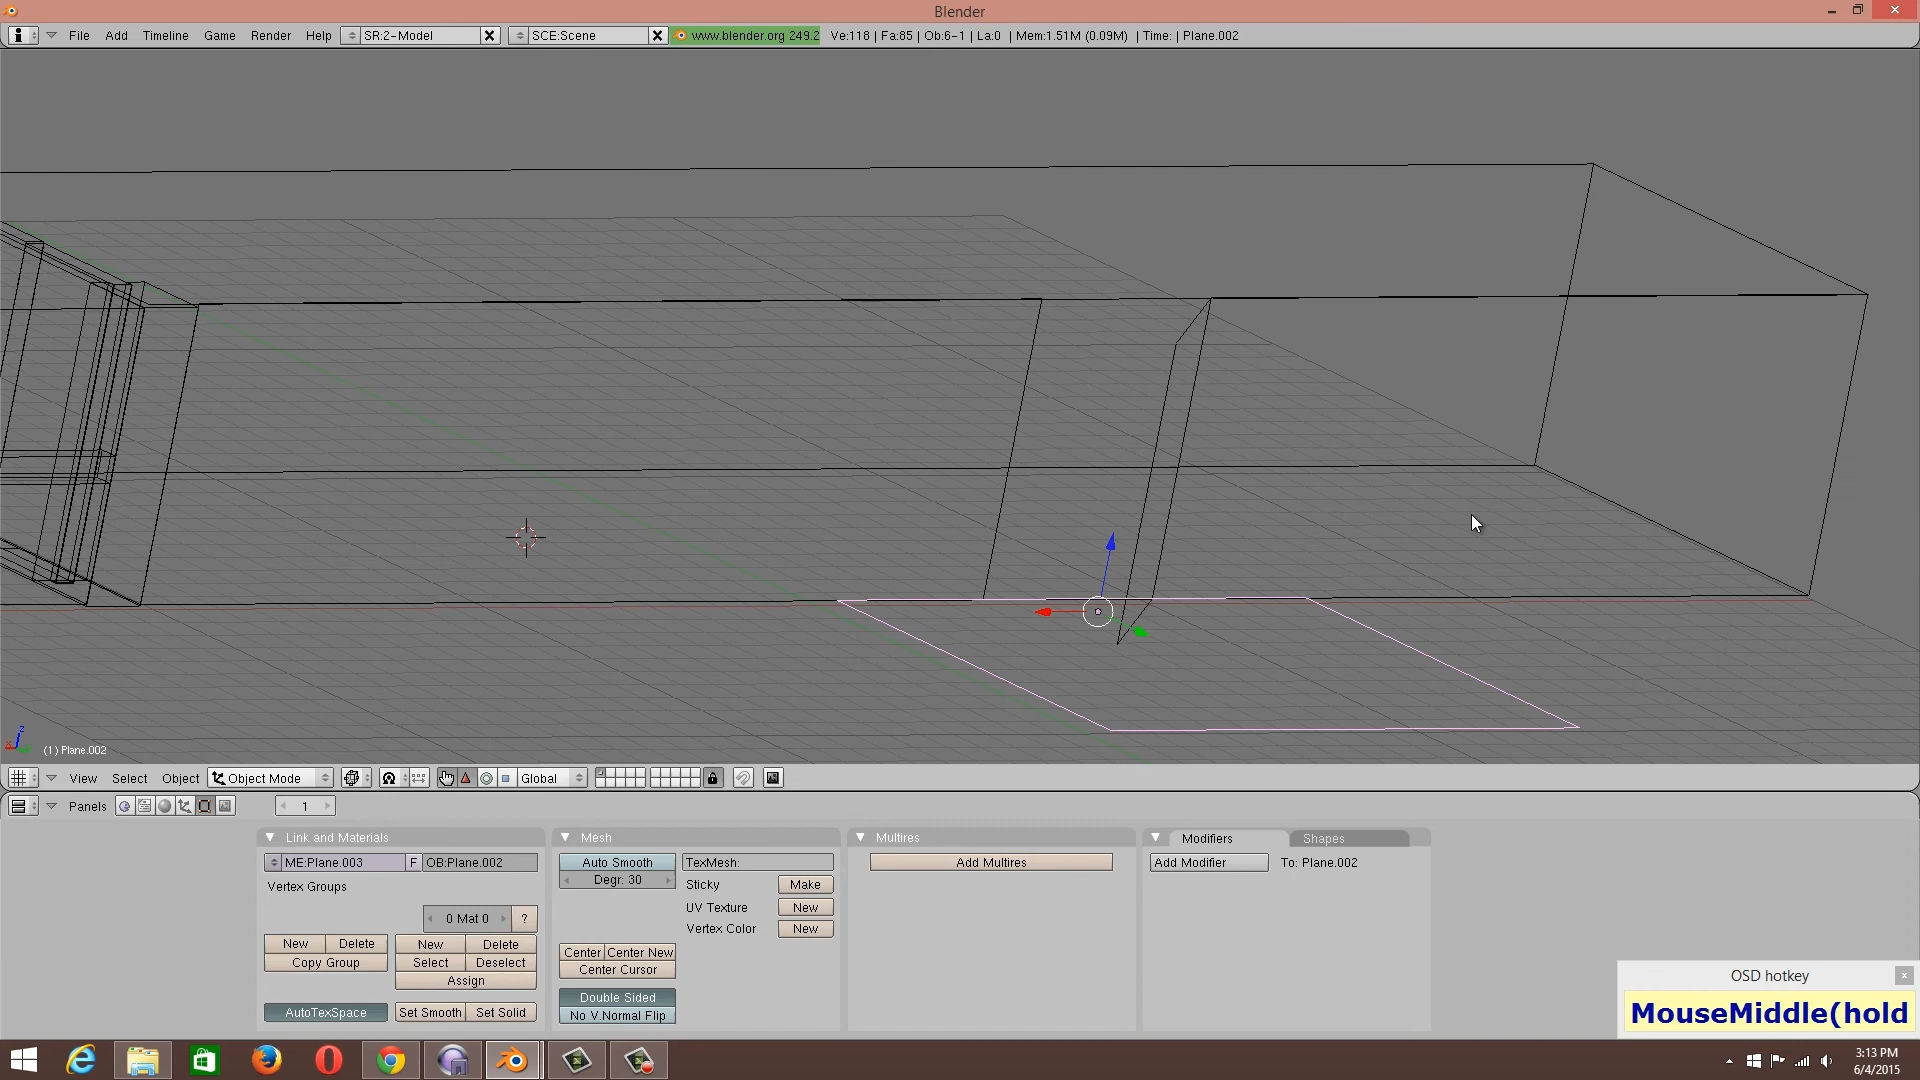 Blender
File Add Timeline Game Render Help SR:2-Model SCE:Scene www.blender.org 249.2 Ve:118 | Fa:85 | Ob:6-1 | La:0 | Mem:1.51M (0.09M) | Time: | Plane.002
z
x
(1) Plane.002
View Select Object Object Mode Global
Panels 1
Link and Materials Mesh Multires Modifiers Shapes
ME:Plane.003 F OB:Plane.002 Auto Smooth TexMesh: Add Multires Add Modifier To: Plane.002
Vertex Groups Degr: 30 Sticky Make
0 Mat 0 ? UV Texture New
New Delete New Delete Vertex Color New
Copy Group Select Deselect Center Center New
Assign Center Cursor
AutoTexSpace Set Smooth Set Solid Double Sided
No V.Normal Flip
OSD hotkey x
MouseMiddle(hold
3:13 PM
6/4/2015